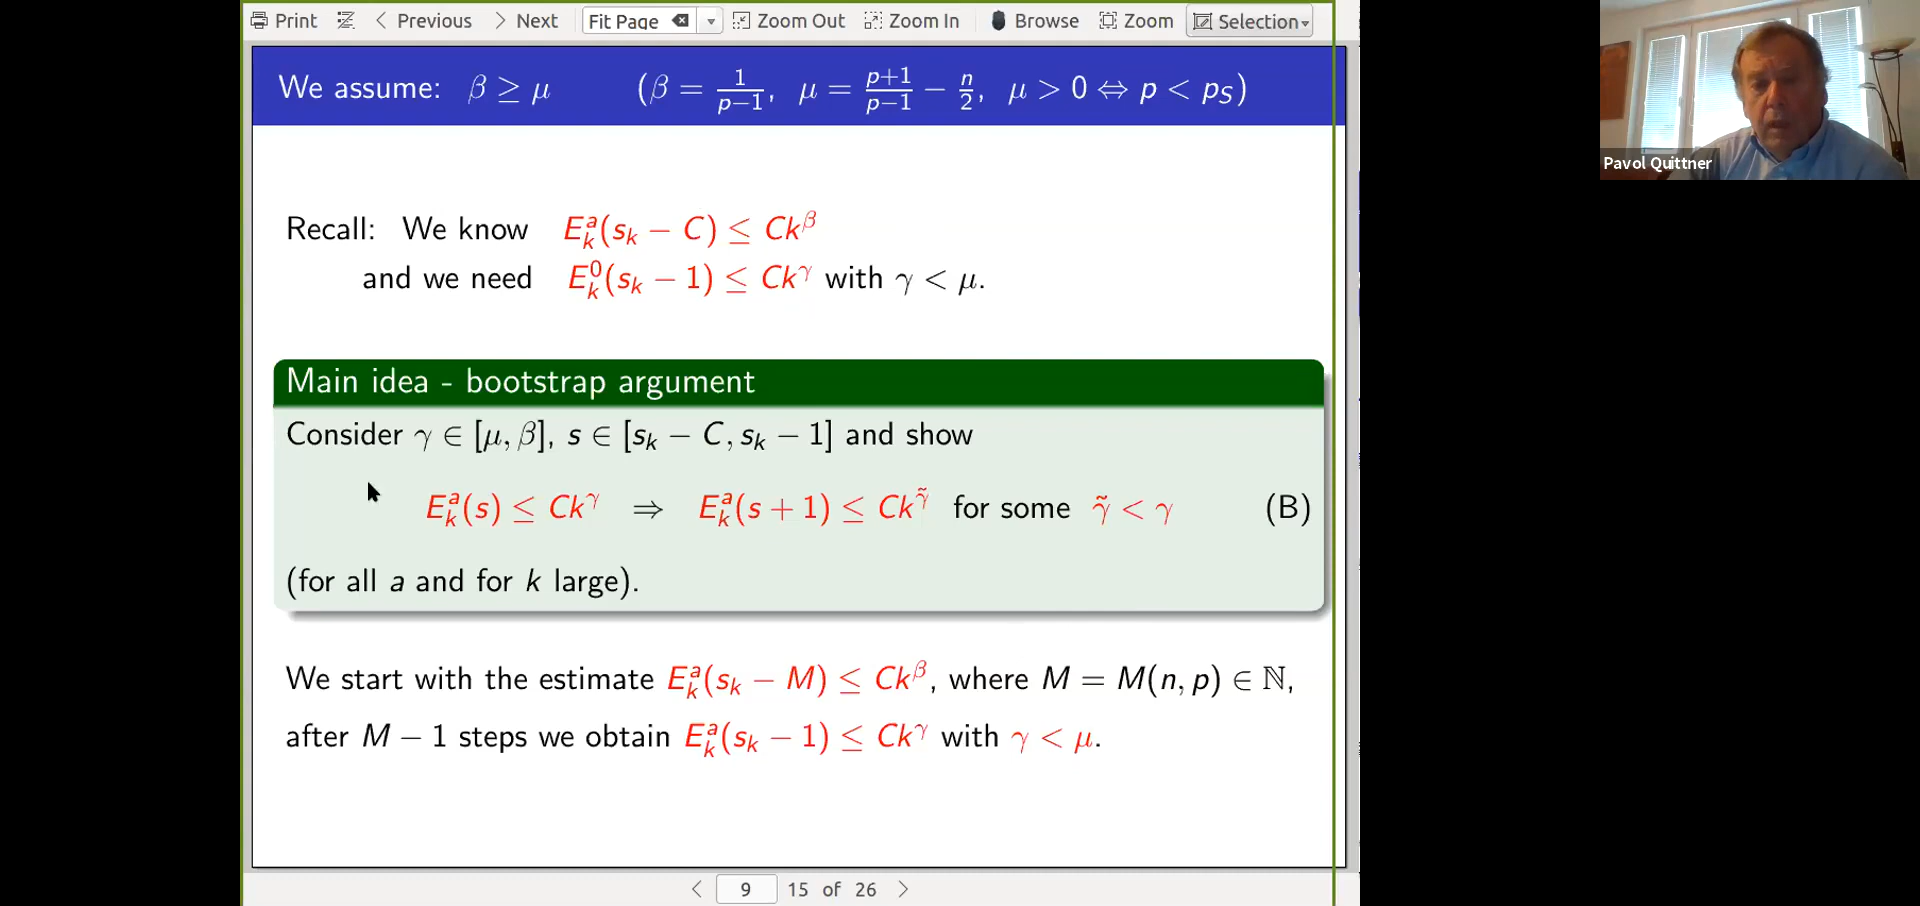 Print Previous Next Fit Page Zoom Out Zoom In Browse Zoom Selection
We assume: β ≥ μ (β = 1/(p−1), μ = (p+1)/(p−1) − n/2, μ > 0 ⇔ p < p_S)
Pavol Quittner
Recall: We know E_k^a(s_k − C) ≤ Ck^β
and we need E_k^0(s_k − 1) ≤ Ck^γ with γ < μ.
Main idea - bootstrap argument
Consider γ ∈ [μ, β], s ∈ [s_k − C, s_k − 1] and show
E_k^a(s) ≤ Ck^γ ⇒ E_k^a(s + 1) ≤ Ck^γ̃ for some γ̃ < γ (B)
(for all a and for k large).
We start with the estimate E_k^a(s_k − M) ≤ Ck^β, where M = M(n, p) ∈ ℕ,
after M − 1 steps we obtain E_k^a(s_k − 1) ≤ Ck^γ with γ < μ.
9 15 of 26